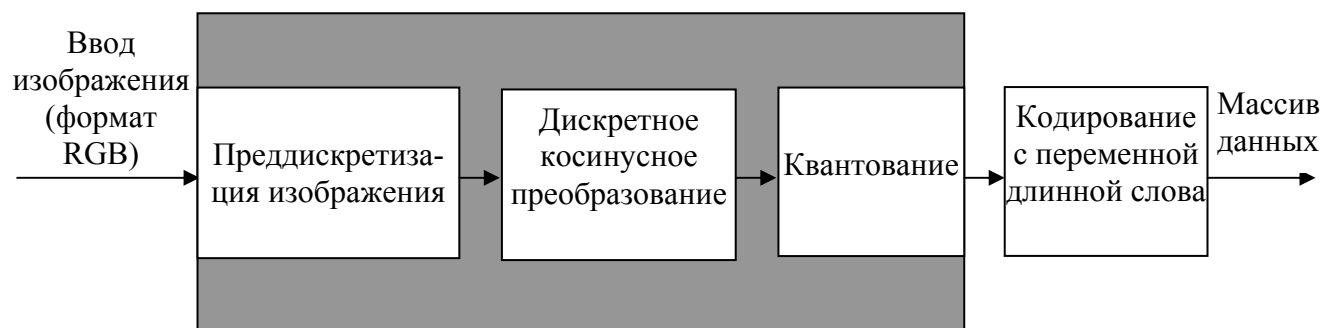 Ввод
изображения
(формат
RGB)
Преддискретиза-
ция изображения
Дискретное
косинусное
преобразование
Квантование
Кодирование
с переменной
длинной слова
Массив
данных